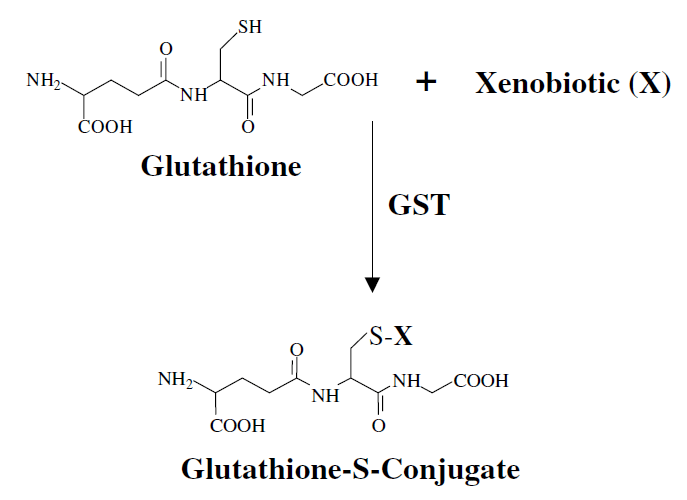 SH
O
NH2
NH
NH
COOH
COOH
O
+ Xenobiotic (X)
Glutathione
GST
S-X
O
NH2
NH
NH
COOH
COOH
O
Glutathione-S-Conjugate